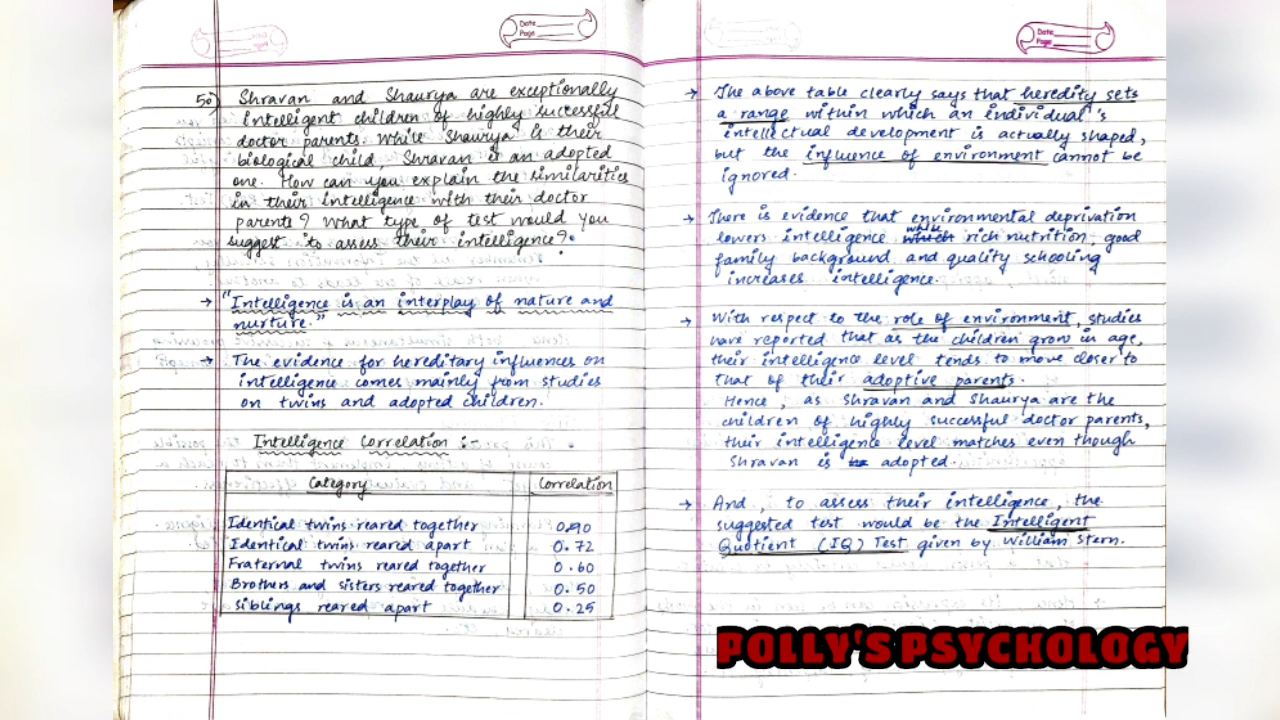 Date
Page
50) Shravan and Shaurya are exceptionally
intelligent children of highly successful
doctor parents. While Shaurya is their
biological child, Shravan is an adopted
one. How can you explain the similarities
in their intelligence with their doctor
parents? What type of test would you
suggest to assess their intelligence?
→ "Intelligence is an interplay of nature and
nurture."
→ The evidence for hereditary influences on
intelligence comes mainly from studies
on twins and adopted children.
Intelligence Correlation :-
Category Correlation
Identical twins reared together 0.90
Identical twins reared apart 0.72
Fraternal twins reared together 0.60
Brothers and sisters reared together 0.50
Siblings reared apart 0.25
Date
Page
→ The above table clearly says that heredity sets
a range within which an individual's
intellectual development is actually shaped,
but the influence of environment cannot be
ignored.
→ There is evidence that environmental deprivation
lowers intelligence while rich nutrition, good
family background and quality schooling
increases intelligence.
→ With respect to the role of environment, studies
have reported that as the children grow in age,
their intelligence level tends to move closer to
that of their adoptive parents.
Hence, as Shravan and Shaurya are the
children of highly successful doctor parents,
their intelligence level matches even though
Shravan is adopted.
→ And, to assess their intelligence, the
suggested test would be the Intelligent
Quotient (IQ) Test given by William Stern.
POLLY'S PSYCHOLOGY